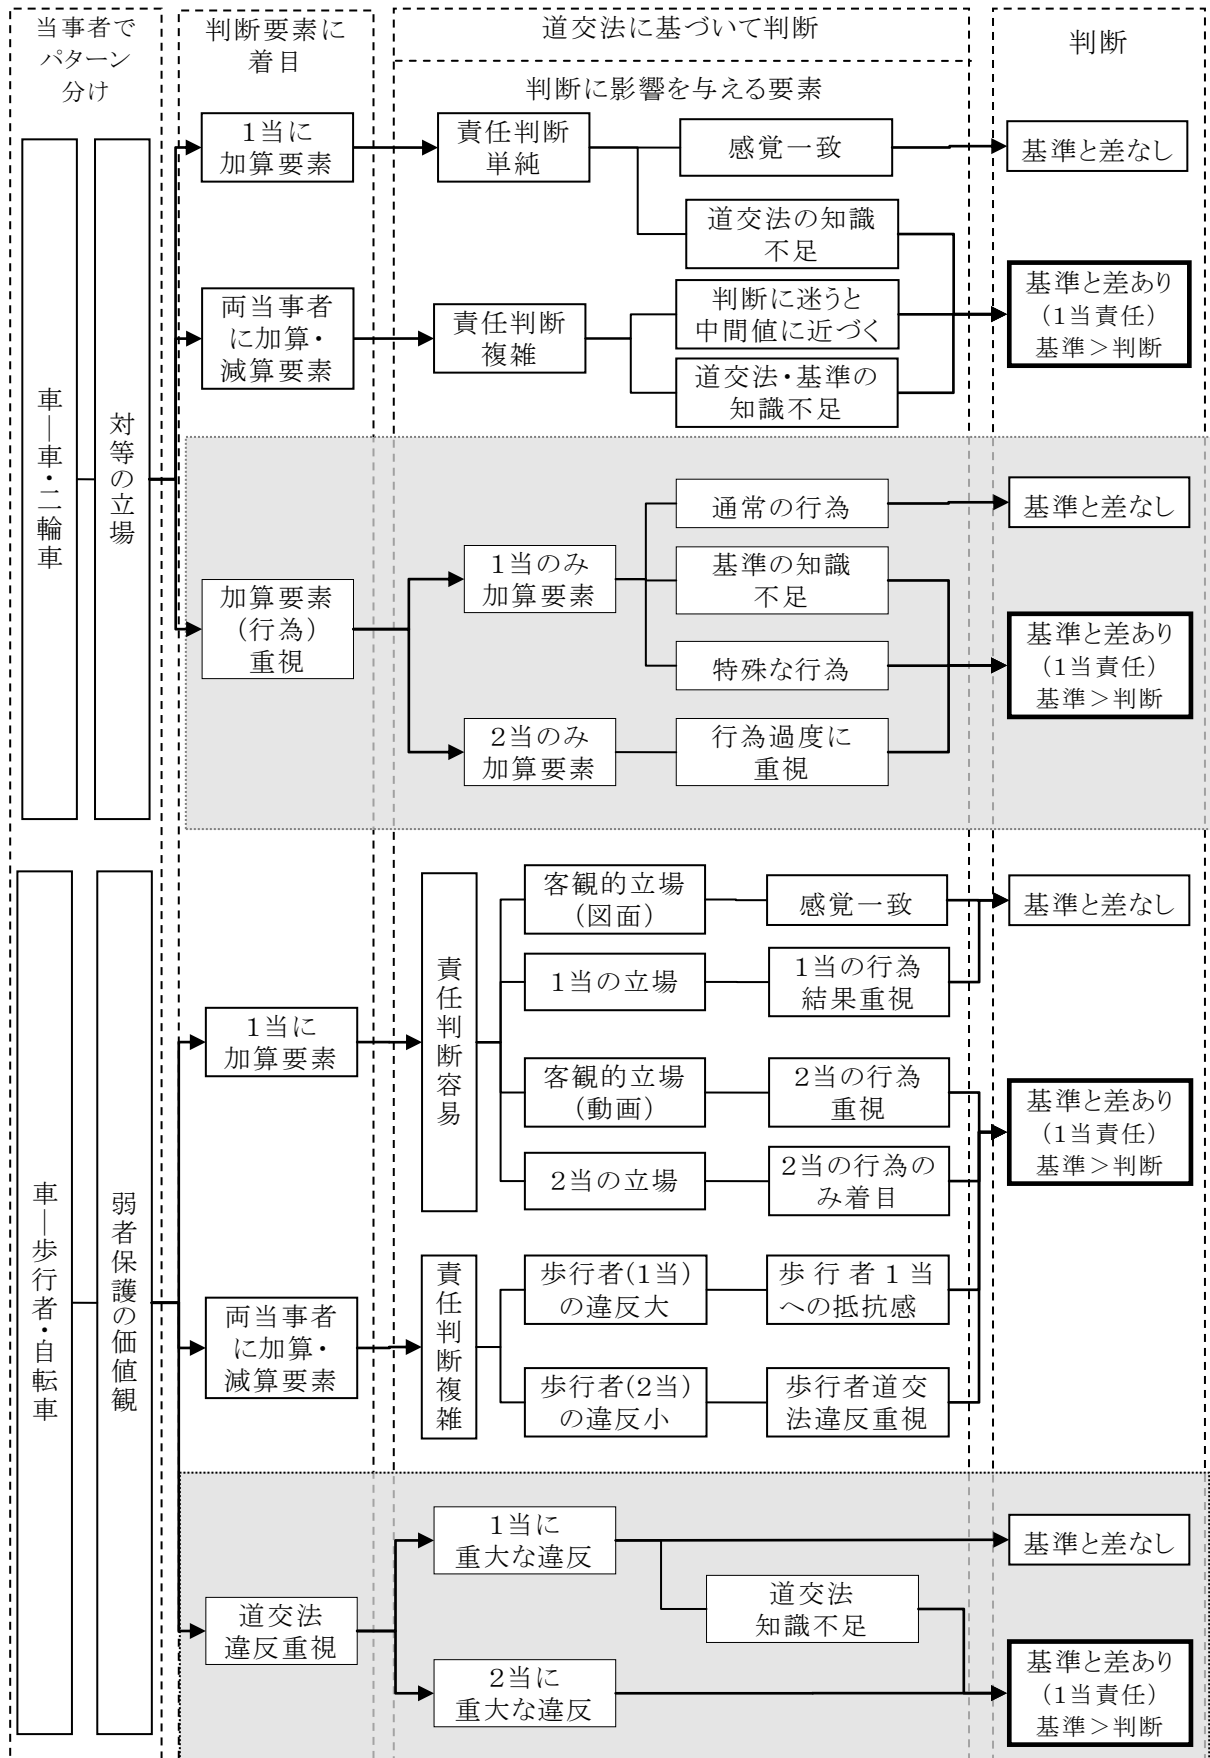 当事者で
パターン
分け
判断要素に
着目
道交法に基づいて判断
判断に影響を与える要素
判断
車―車・二輪車
対等の立場
1当に
加算要素
責任判断
単純
感覚一致
基準と差なし
道交法の知識
不足
両当事者
に加算・
減算要素
責任判断
複雑
判断に迷うと
中間値に近づく
道交法・基準の
知識不足
基準と差あり
(1当責任)
基準＞判断
加算要素
(行為)
重視
1当のみ
加算要素
通常の行為
基準と差なし
基準の知識
不足
特殊な行為
2当のみ
加算要素
行為過度に
重視
基準と差あり
(1当責任)
基準＞判断
車―歩行者・自転車
弱者保護の価値観
1当に
加算要素
責任判断容易
客観的立場
(図面)
感覚一致
基準と差なし
1当の立場
1当の行為
結果重視
客観的立場
(動画)
2当の行為
重視
2当の立場
2当の行為の
み着目
基準と差あり
(1当責任)
基準＞判断
両当事者
に加算・
減算要素
責任判断複雑
歩行者(1当)
の違反大
歩行者1当
への抵抗感
歩行者(2当)
の違反小
歩行者道交
法違反重視
道交法
違反重視
1当に
重大な違反
基準と差なし
道交法
知識不足
2当に
重大な違反
基準と差あり
(1当責任)
基準＞判断